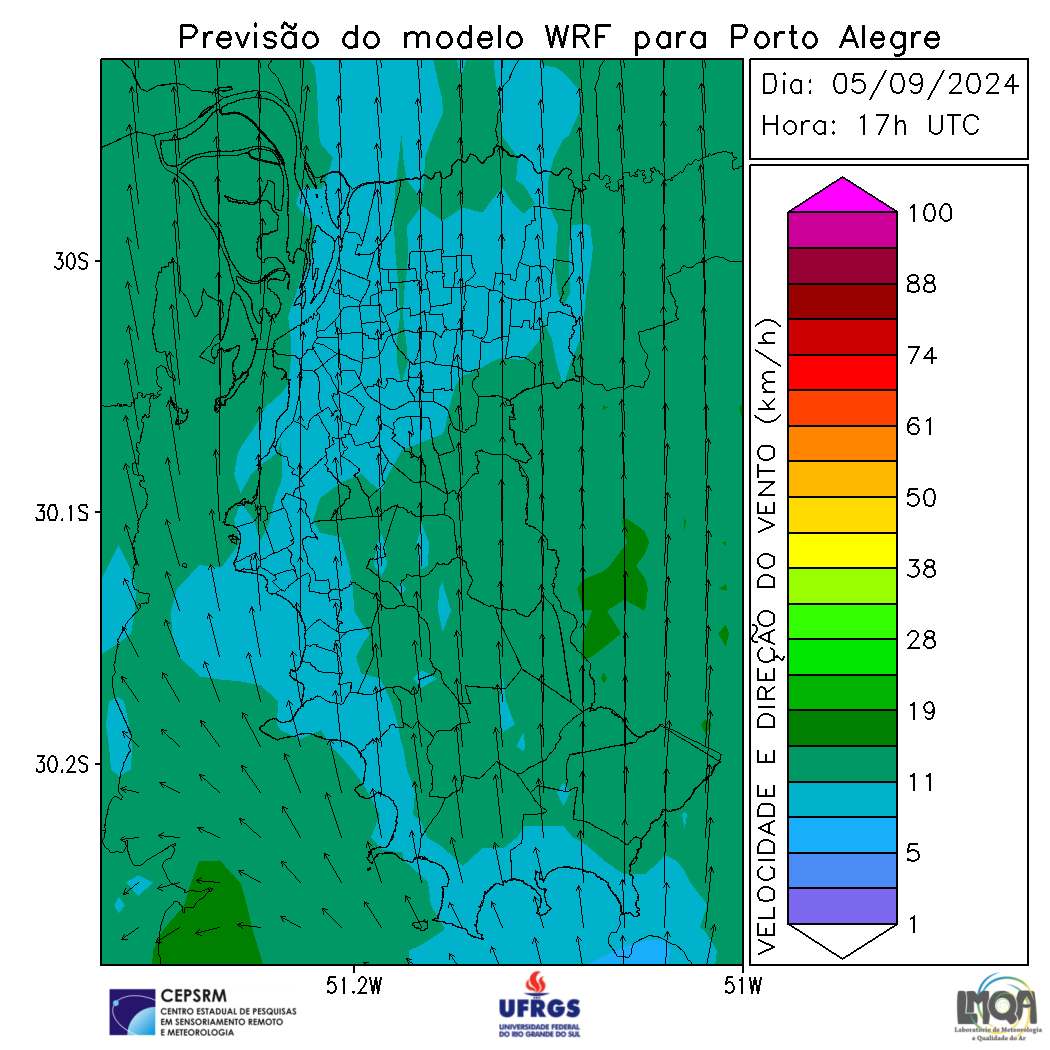 Previsão do modelo WRF para Porto Alegre
Dia: 05/09/2024
Hora: 17h UTC
30S
30.1S
30.2S
51.2W
51W
VELOCIDADE E DIREÇÃO DO VENTO (km/h)
100
88
74
61
50
38
28
19
11
5
1
CEPSRM
CENTRO ESTADUAL DE PESQUISAS
EM SENSORIAMENTO REMOTO
E METEOROLOGIA
UFRGS
UNIVERSIDADE FEDERAL
DO RIO GRANDE DO SUL
LMQA
Laboratório de Meteorologia
e Qualidade do Ar